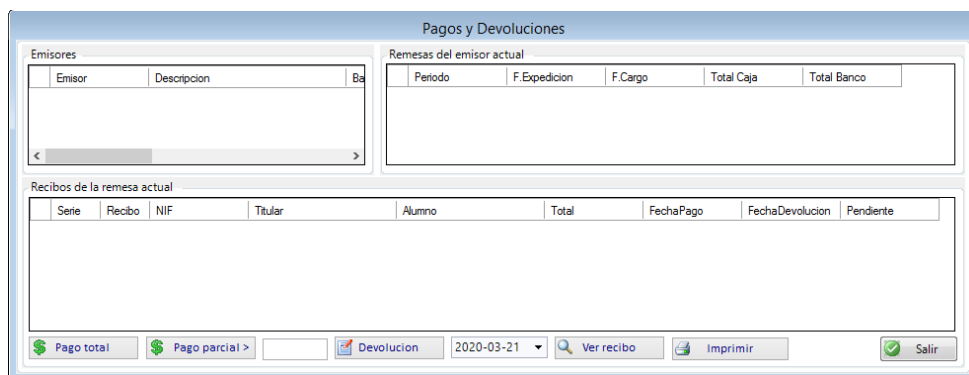 Pagos y Devoluciones
Emisores
Emisor Descripcion Ba
Remesas del emisor actual
Periodo F.Expedicion F.Cargo Total Caja Total Banco
Recibos de la remesa actual
Serie Recibo NIF Titular Alumno Total FechaPago FechaDevolucion Pendiente
Pago total Pago parcial > Devolucion 2020-03-21 Ver recibo Imprimir Salir